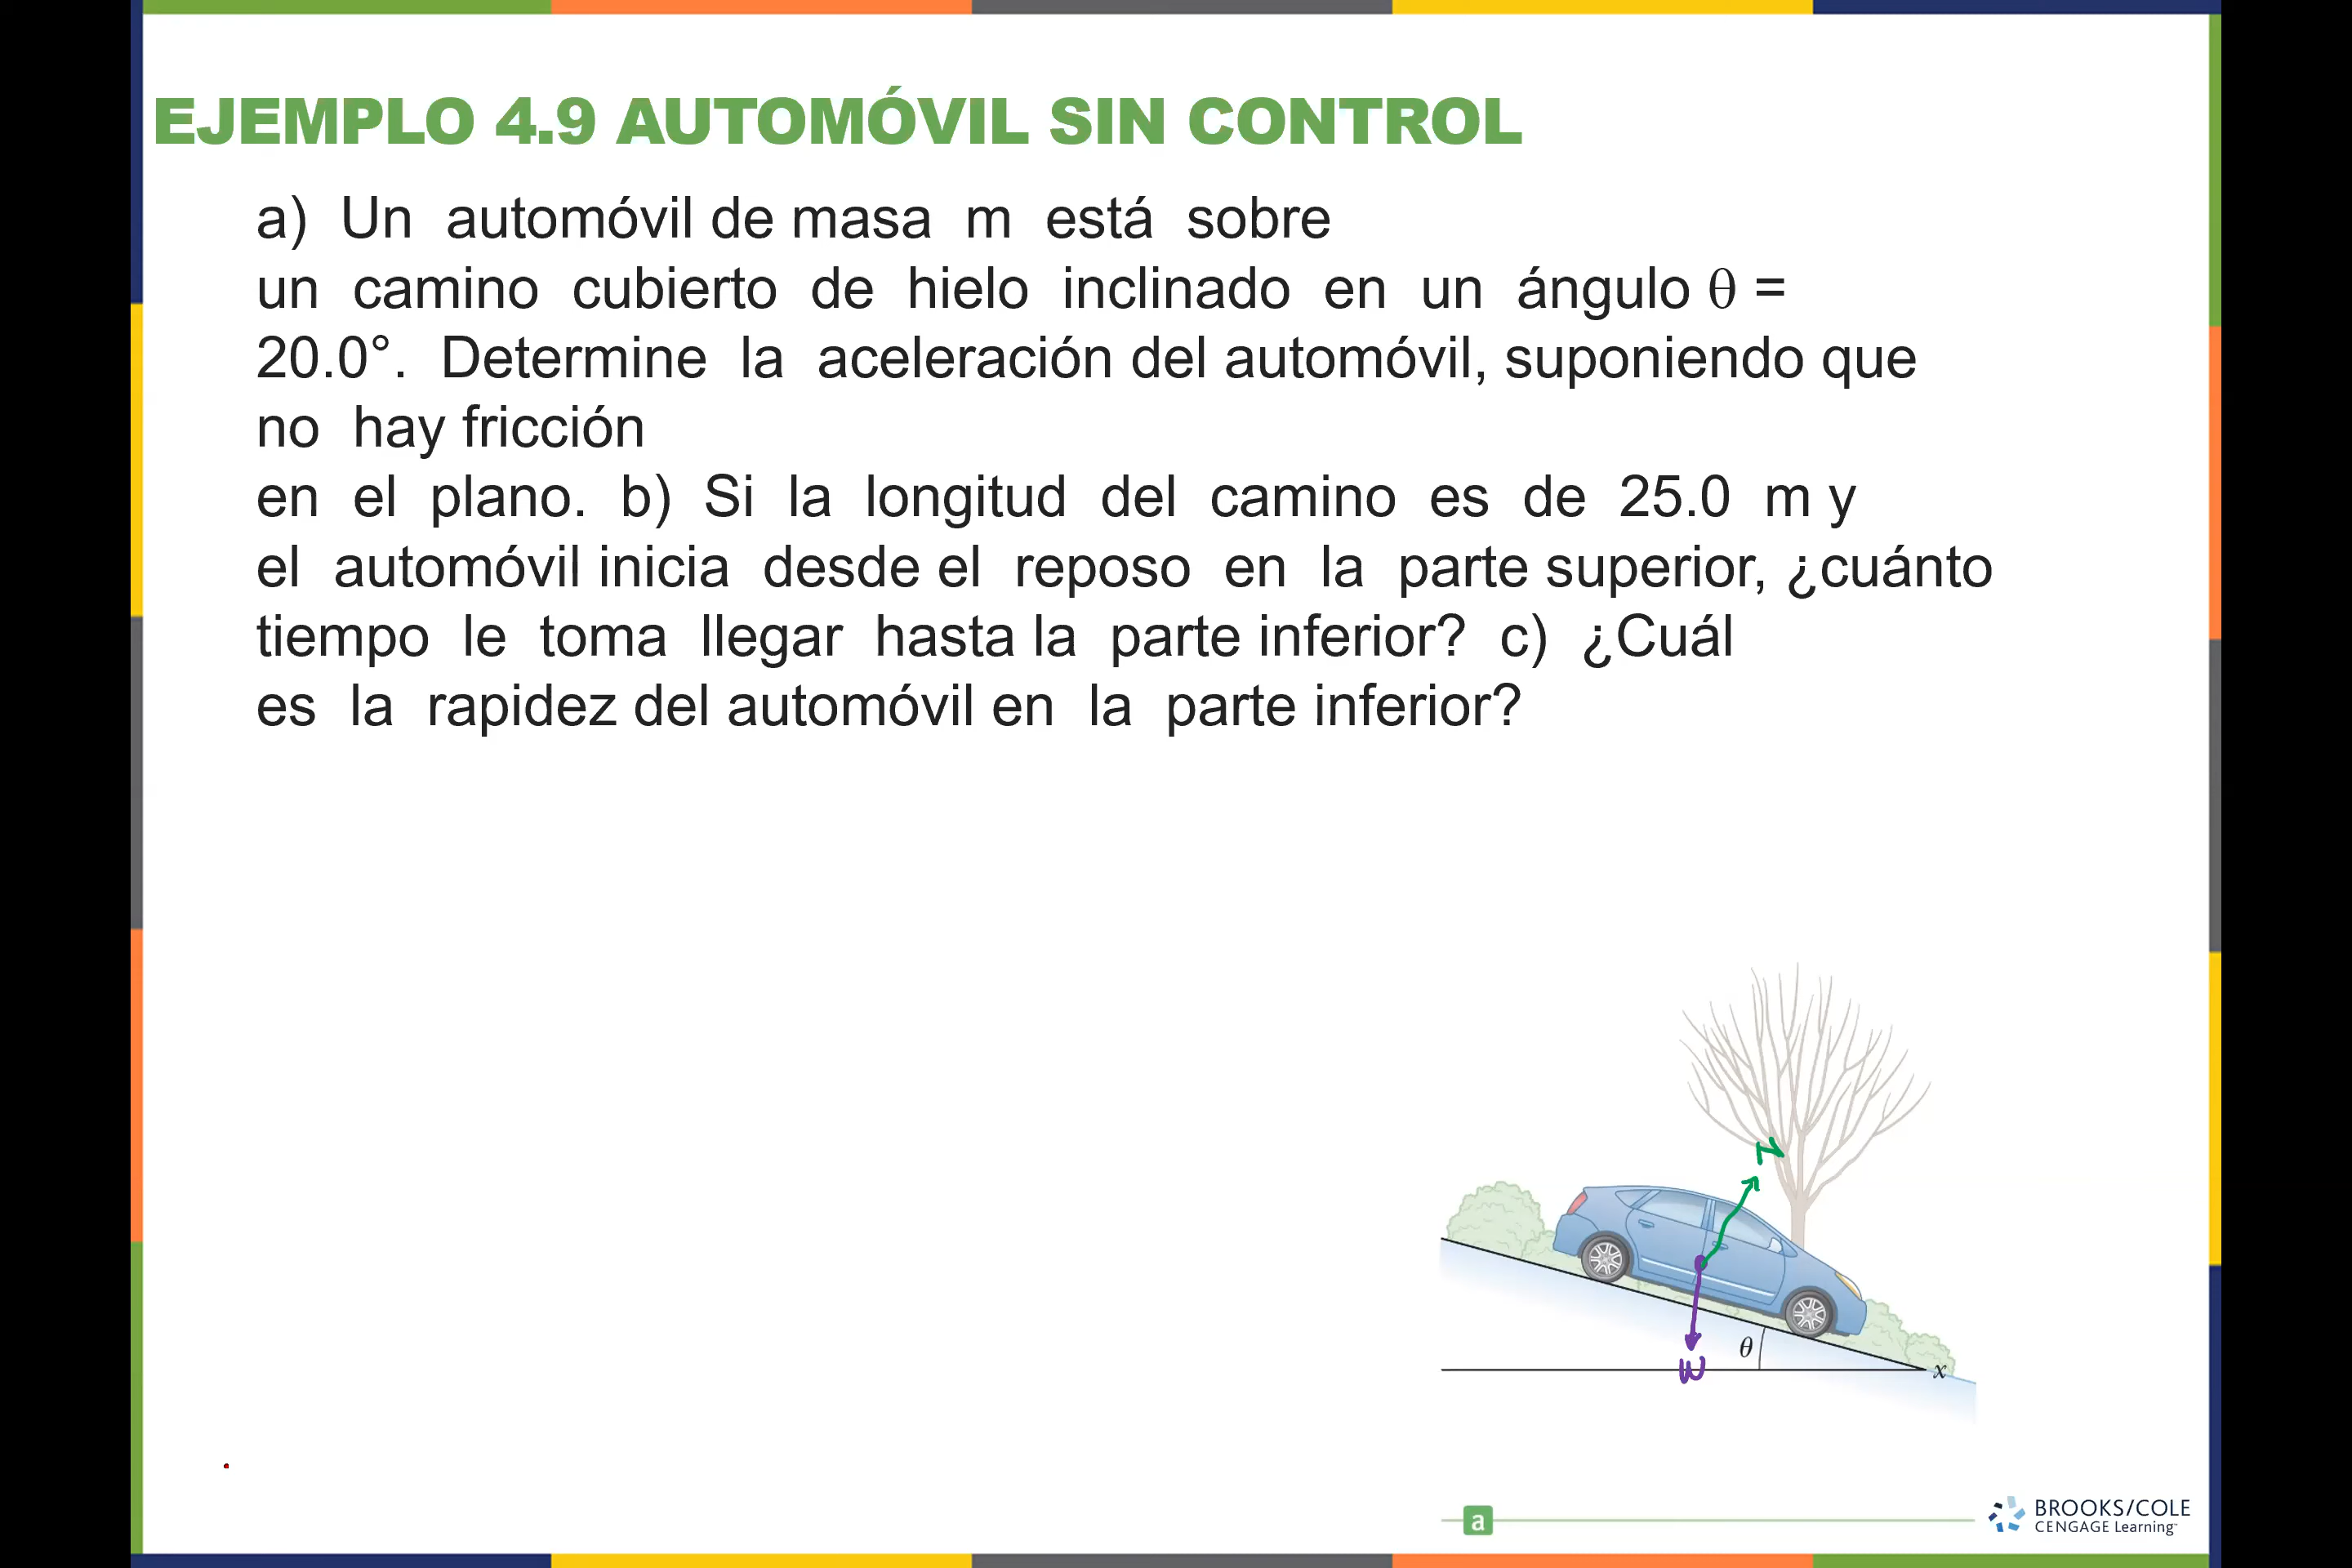 EJEMPLO 4.9 AUTOMÓVIL SIN CONTROL
a) Un automóvil de masa m está sobre
un camino cubierto de hielo inclinado en un ángulo θ =
20.0°. Determine la aceleración del automóvil, suponiendo que
no hay fricción
en el plano. b) Si la longitud del camino es de 25.0 m y
el automóvil inicia desde el reposo en la parte superior, ¿cuánto
tiempo le toma llegar hasta la parte inferior? c) ¿Cuál
es la rapidez del automóvil en la parte inferior?
N
θ
w
x
a
BROOKS/COLE
CENGAGE Learning™